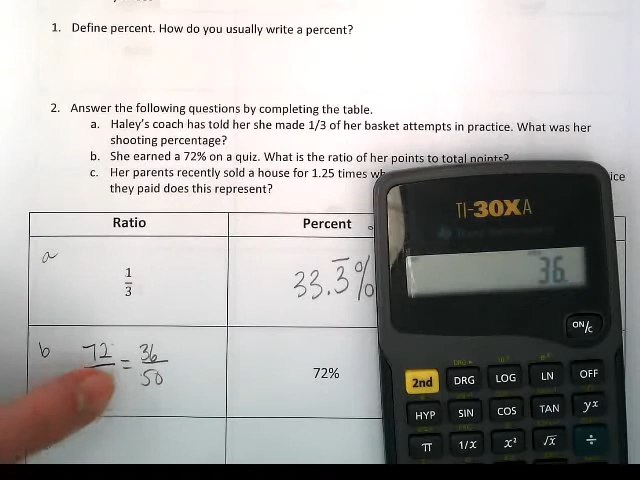 1. Define percent. How do you usually write a percent?
2. Answer the following questions by completing the table.
a. Haley's coach has told her she made 1/3 of her basket attempts in practice. What was her
shooting percentage?
b. She earned a 72% on a quiz. What is the ratio of her points to total points?
c. Her parents recently sold a house for 1.25 times
ice
they paid does this represent?
Ratio
Percent
a
1
3
33.3̅%
b
72 = 36
50
72%
TI-30XA
36.
ON/C
2nd
DRG
LOG
LN
OFF
HYP
SIN
COS
TAN
yˣ
π
1/x
x²
√x
÷